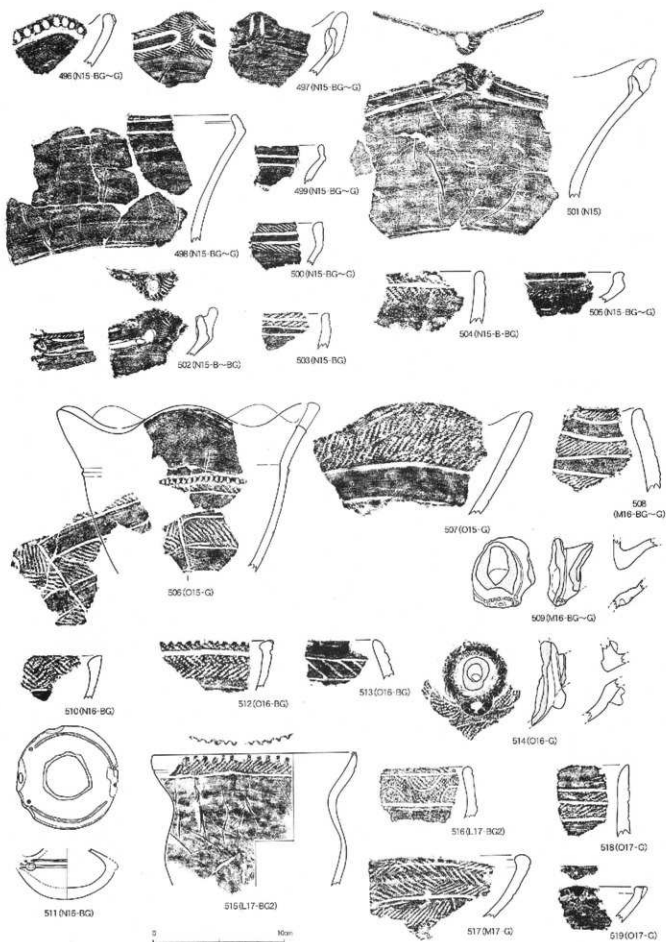 496(N15-BG~G)
497(N15-BG~G)
498(N15-BG~G)
499(N15-BG~G)
500(N15-BG~G)
501(N15)
502(N15-B~BG)
503(N15-BG)
504(N15-B-BG)
505(N15-BG~G)
506(O15-G)
507(O15-G)
508
(M16-BG~G)
509(M16-BG~G)
510(N16-BG)
512(O16-BG)
513(O16-BG)
514(O16-G)
511(N16-BG)
515(L17-BG2)
516(L17-BG2)
517(M17-G)
518(O17-G)
519(O17-G)
0 10cm